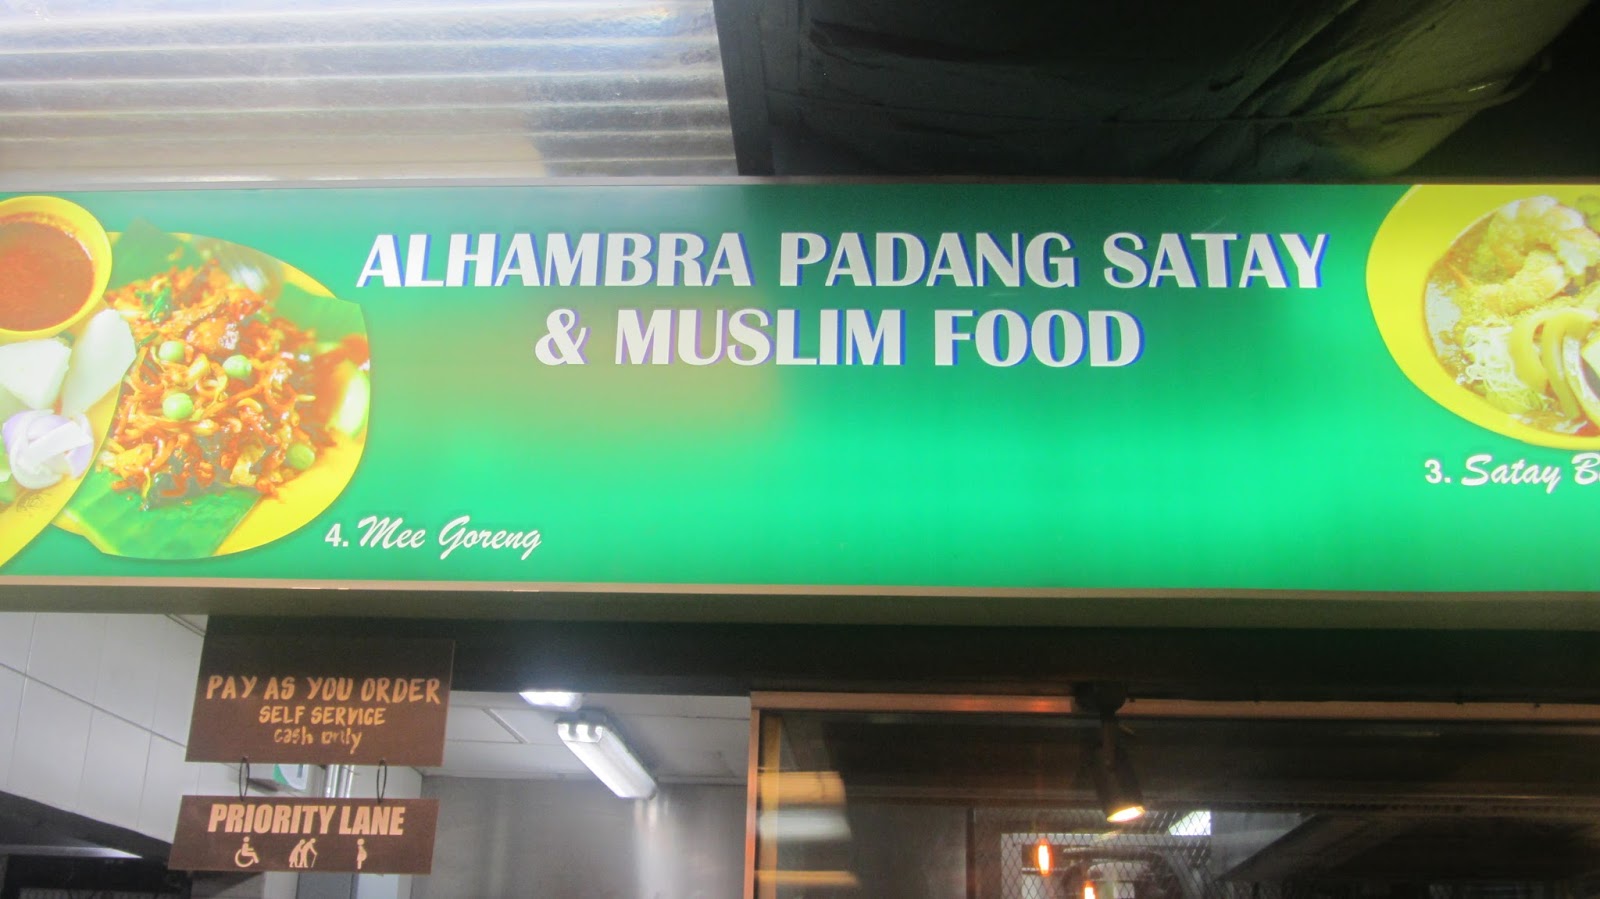 ALHAMBRA PADANG SATAY
& MUSLIM FOOD
4. Mee Goreng
3. Satay
PAY AS YOU ORDER
SELF SERVICE
cash only
PRIORITY LANE